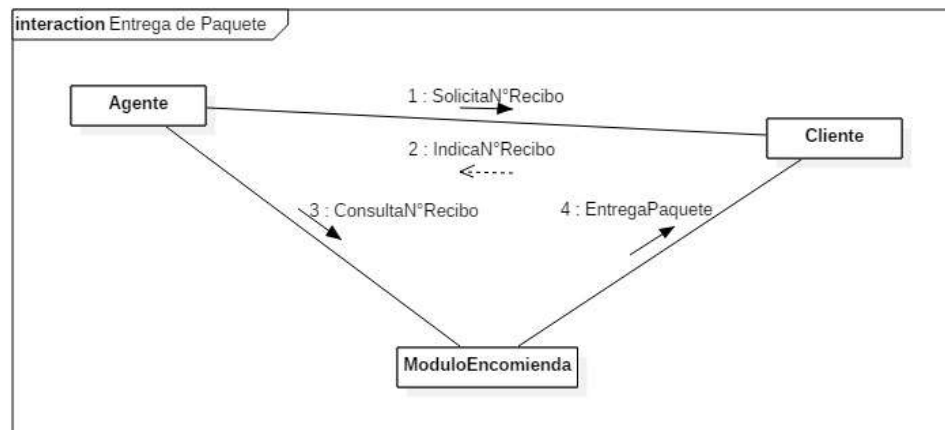 interaction Entrega de Paquete
Agente
1 : SolicitaN°Recibo
Cliente
2 : IndicaN°Recibo
3 : ConsultaN°Recibo
4 : EntregaPaquete
ModuloEncomienda